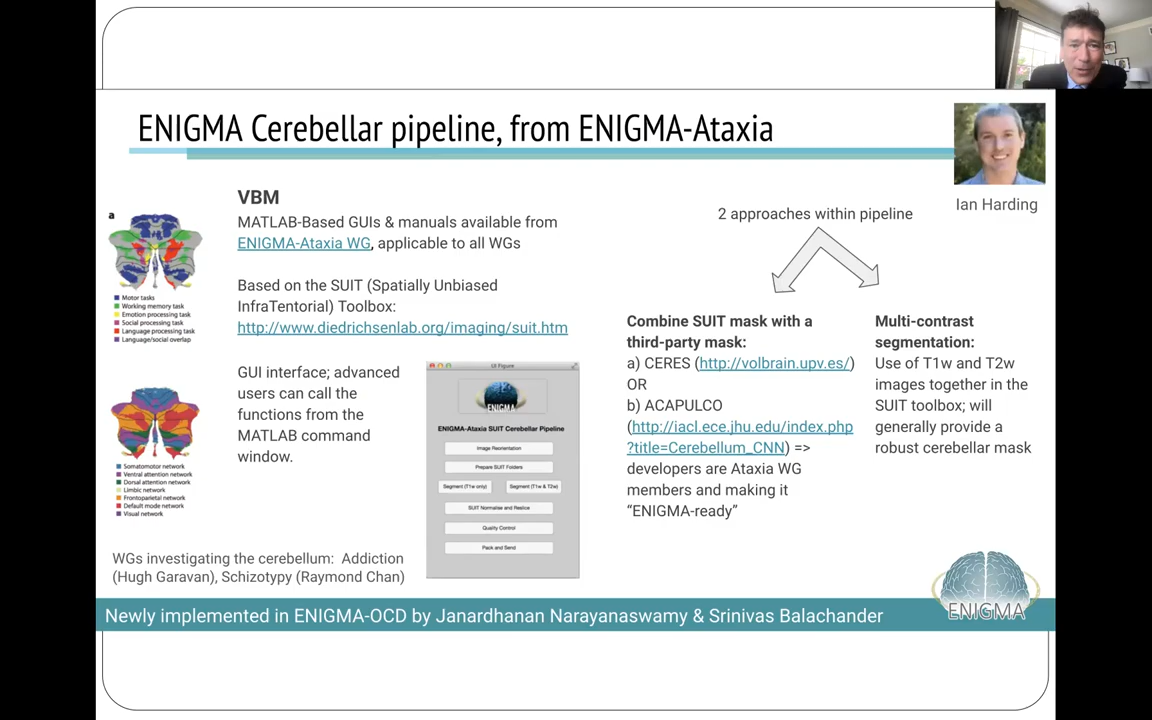 ENIGMA Cerebellar pipeline, from ENIGMA-Ataxia
Ian Harding
VBM
MATLAB-Based GUIs & manuals available from
ENIGMA-Ataxia WG, applicable to all WGs
Based on the SUIT (Spatially Unbiased
InfraTentorial) Toolbox:
http://www.diedrichsenlab.org/imaging/suit.htm
GUI interface; advanced
users can call the
functions from the
MATLAB command
window.
a
Motor tasks
Working memory task
Emotion processing task
Social processing task
Language processing task
Language/social overlap
Somatomotor network
Ventral attention network
Dorsal attention network
Limbic network
Frontoparietal network
Default mode network
Visual network
WGs investigating the cerebellum: Addiction
(Hugh Garavan), Schizotypy (Raymond Chan)
UI Figure
ENIGMA
ENIGMA-Ataxia SUIT Cerebellar Pipeline
Image Reorientation
Prepare SUIT Folders
Segment (T1w only)
Segment (T1w & T2w)
SUIT Normalise and Reslice
Quality Control
Pack and Send
2 approaches within pipeline
Combine SUIT mask with a
third-party mask:
a) CERES (http://volbrain.upv.es/)
OR
b) ACAPULCO
(http://iacl.ece.jhu.edu/index.php
?title=Cerebellum_CNN) =>
developers are Ataxia WG
members and making it
“ENIGMA-ready”
Multi-contrast
segmentation:
Use of T1w and T2w
images together in the
SUIT toolbox; will
generally provide a
robust cerebellar mask
ENIGMA
Newly implemented in ENIGMA-OCD by Janardhanan Narayanaswamy & Srinivas Balachander